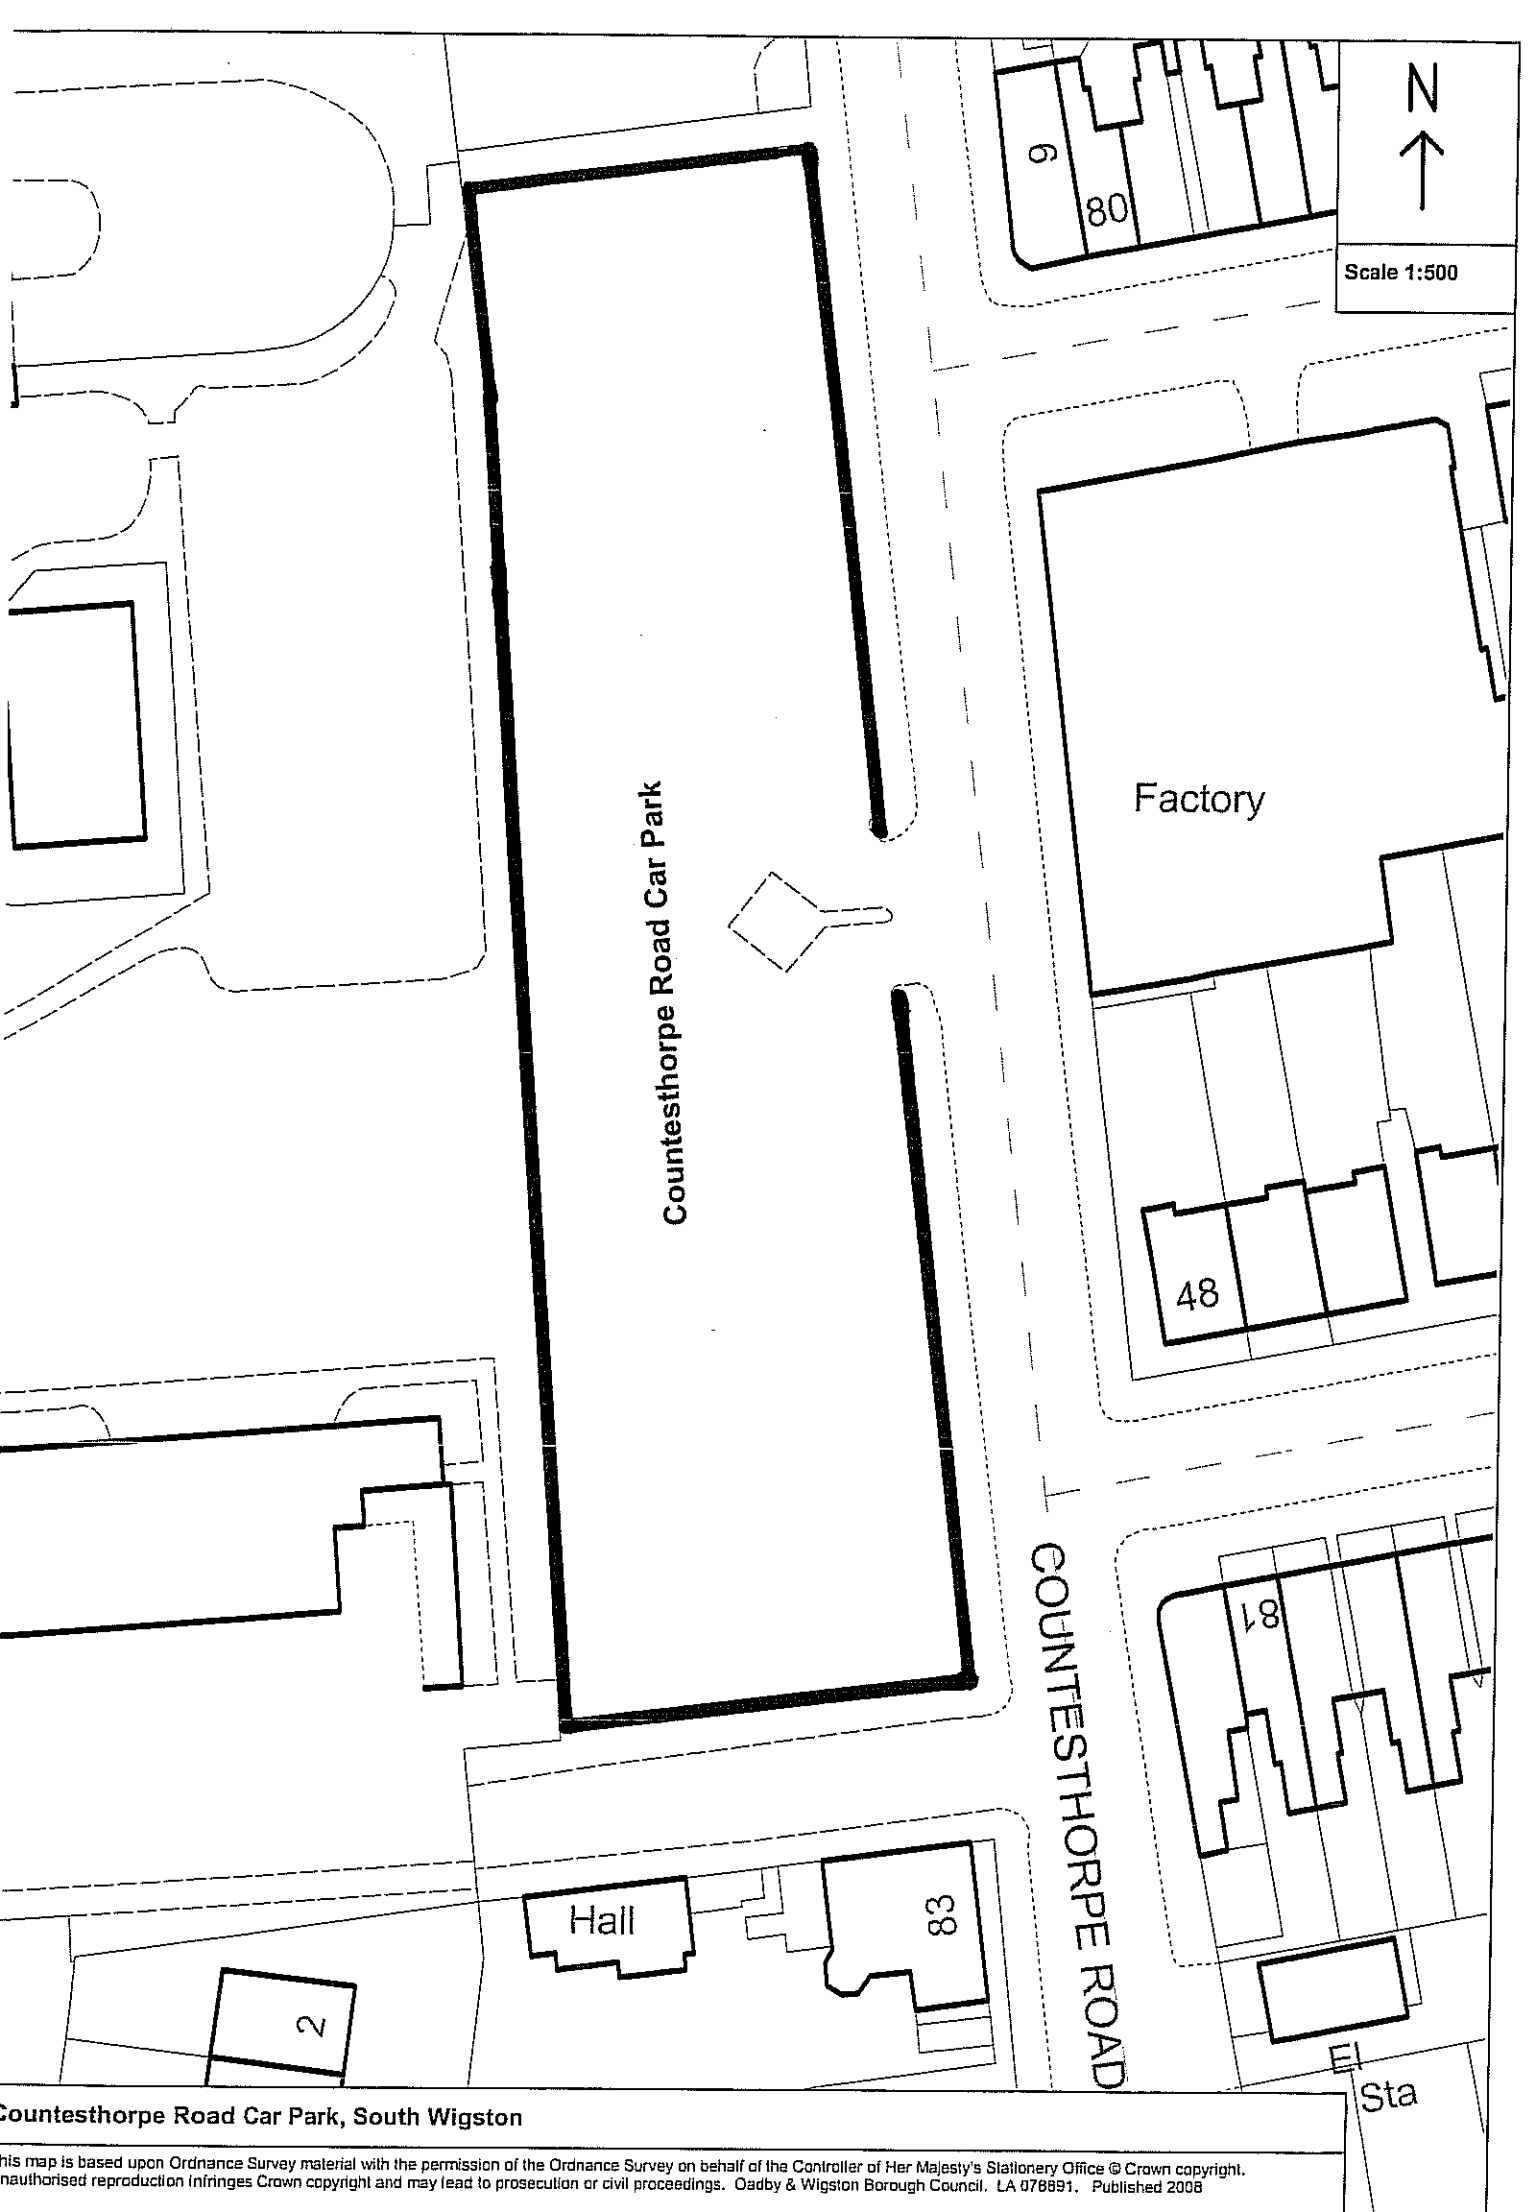 N
Scale 1:500
9
80
Factory
Countesthorpe Road Car Park
48
81
COUNTESTHORPE ROAD
Hall
83
2
El
Sta
Countesthorpe Road Car Park, South Wigston
his map is based upon Ordnance Survey material with the permission of the Ordnance Survey on behalf of the Controller of Her Majesty's Stationery Office © Crown copyright.
nauthorised reproduction infringes Crown copyright and may lead to prosecution or civil proceedings. Oadby & Wigston Borough Council. LA 078891. Published 2008